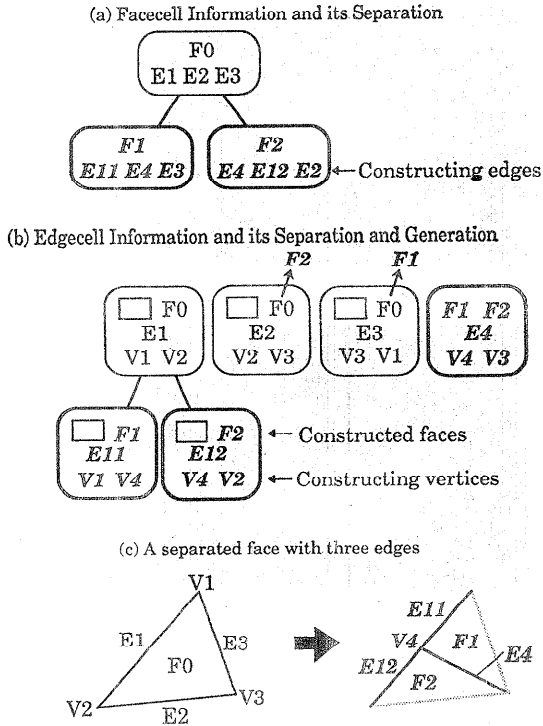 (a) Facecell Information and its Separation
F0
E1 E2 E3
F1
E11 E4 E3
F2
E4 E12 E2
Constructing edges
(b) Edgecell Information and its Separation and Generation
F2
F1
F0
E1
V1 V2
F0
E2
V2 V3
F0
E3
V3 V1
F1 F2
E4
V4 V3
F1
E11
V1 V4
F2
E12
V4 V2
Constructed faces
Constructing vertices
(c) A separated face with three edges
V1
E1
E3
F0
V2
V3
E2
E11
V4
F1
E4
E12
F2